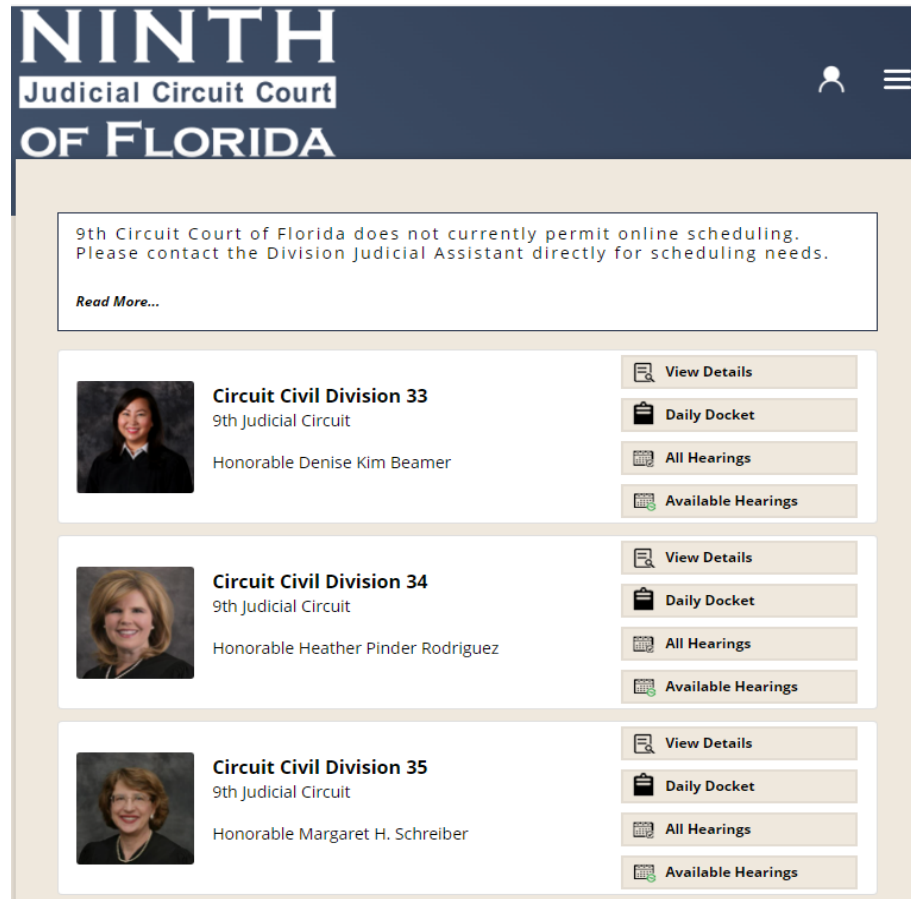 NINTH
Judicial Circuit Court
OF FLORIDA
9th Circuit Court of Florida does not currently permit online scheduling.
Please contact the Division Judicial Assistant directly for scheduling needs.
Read More...
Circuit Civil Division 33
9th Judicial Circuit
Honorable Denise Kim Beamer
View Details
Daily Docket
All Hearings
Available Hearings
Circuit Civil Division 34
9th Judicial Circuit
Honorable Heather Pinder Rodriguez
View Details
Daily Docket
All Hearings
Available Hearings
Circuit Civil Division 35
9th Judicial Circuit
Honorable Margaret H. Schreiber
View Details
Daily Docket
All Hearings
Available Hearings